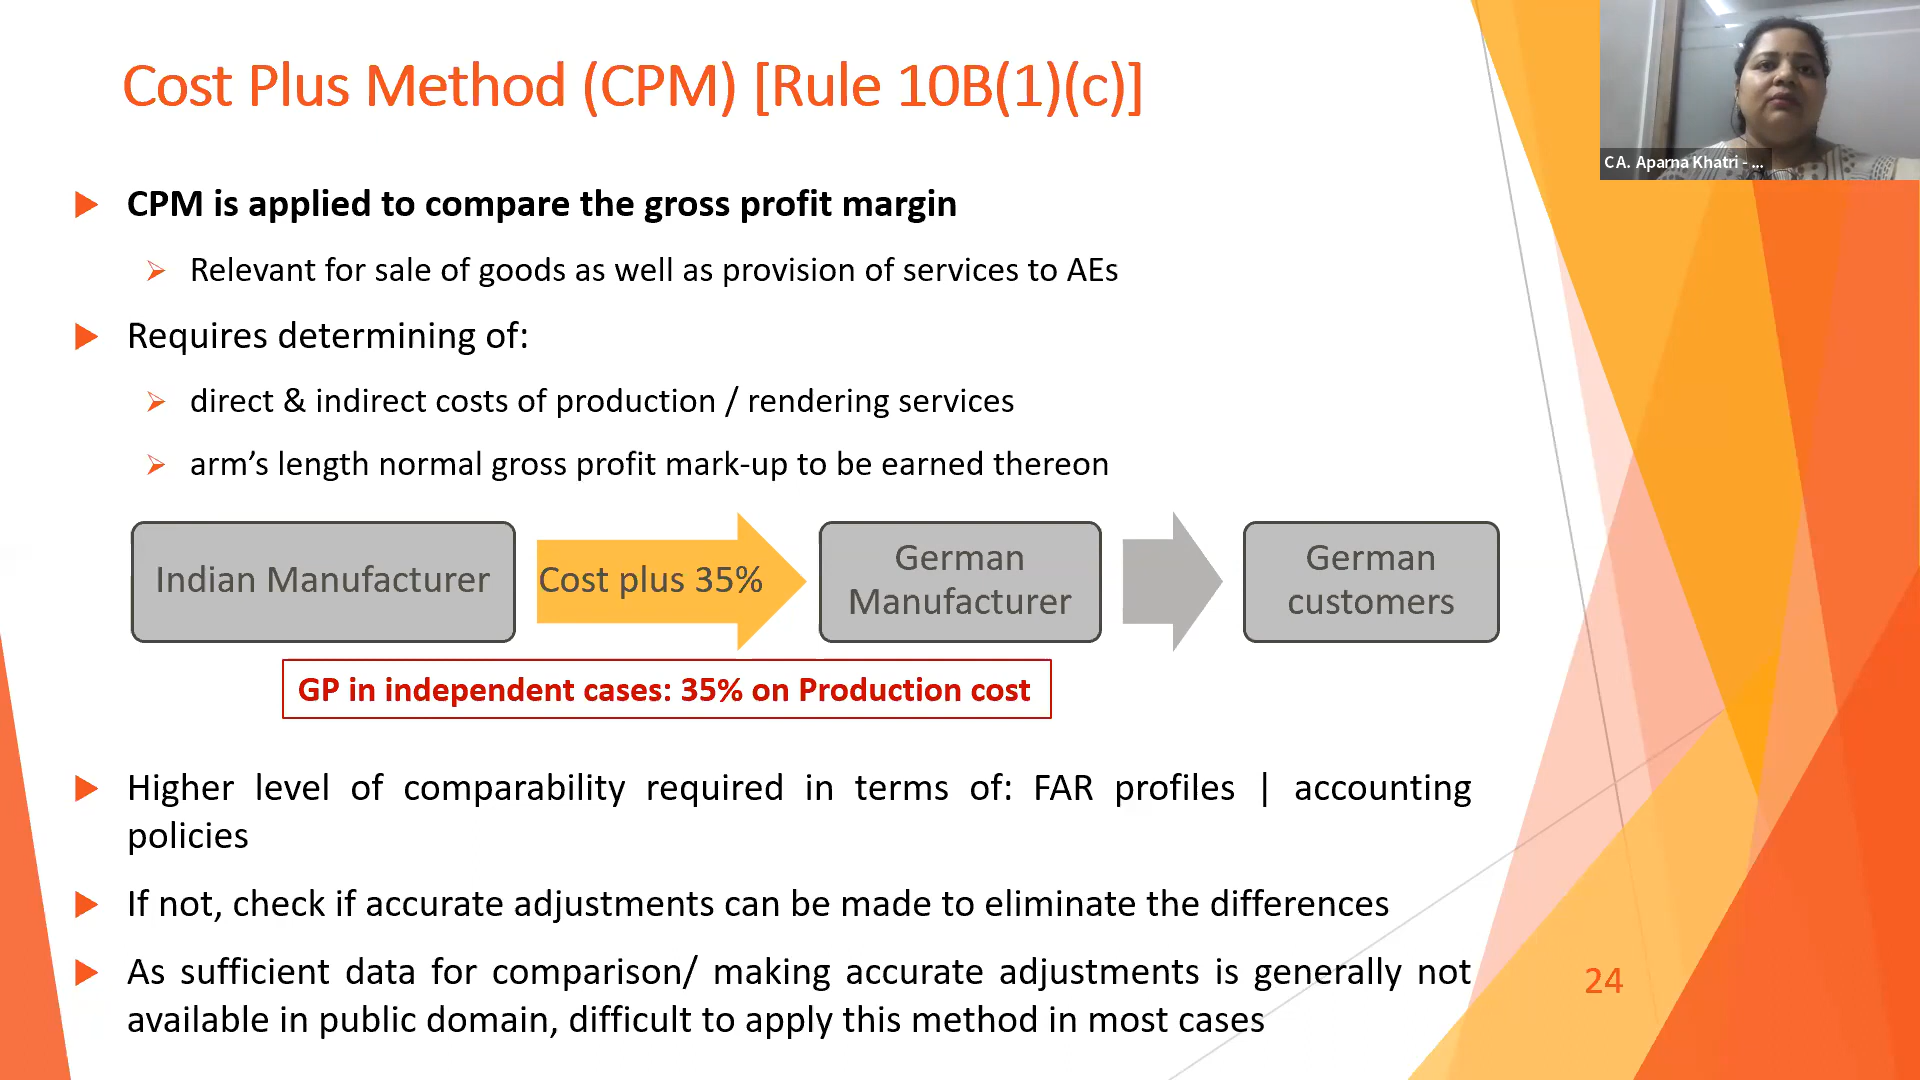 Cost Plus Method (CPM) [Rule 10B(1)(c)]
CA. Aparna Khatri - ...
CPM is applied to compare the gross profit margin
Relevant for sale of goods as well as provision of services to AEs
Requires determining of:
direct & indirect costs of production / rendering services
arm’s length normal gross profit mark-up to be earned thereon
Indian Manufacturer
Cost plus 35%
German
Manufacturer
German
customers
GP in independent cases: 35% on Production cost
Higher level of comparability required in terms of: FAR profiles | accounting
policies
If not, check if accurate adjustments can be made to eliminate the differences
As sufficient data for comparison/ making accurate adjustments is generally not
available in public domain, difficult to apply this method in most cases
24